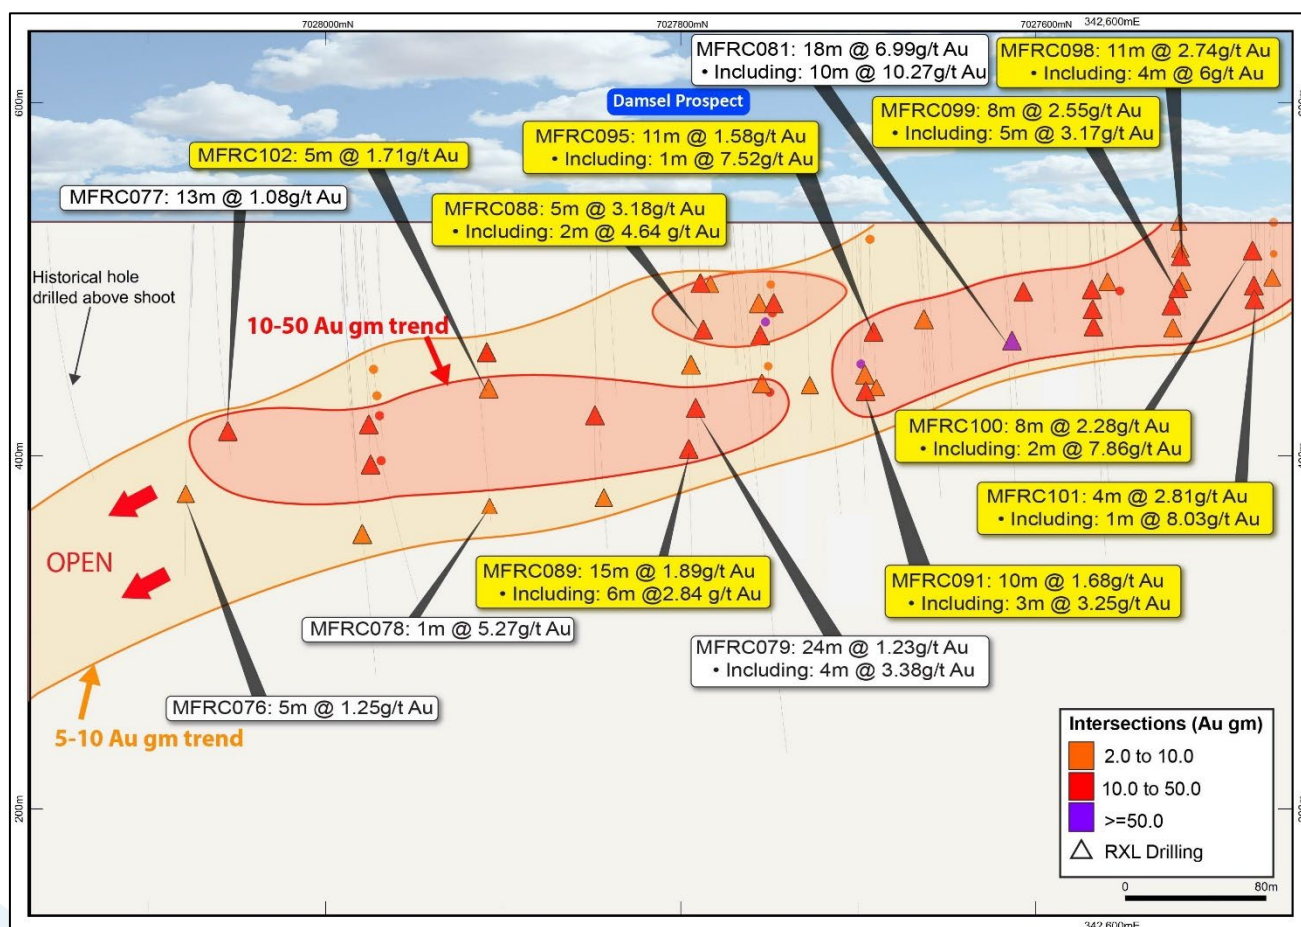 7028000mN
7027800mN
7027600mN
342,600mE
600m
400m
200m
Damsel Prospect
MFRC081: 18m @ 6.99g/t Au
• Including: 10m @ 10.27g/t Au
MFRC098: 11m @ 2.74g/t Au
• Including: 4m @ 6g/t Au
MFRC099: 8m @ 2.55g/t Au
• Including: 5m @ 3.17g/t Au
MFRC095: 11m @ 1.58g/t Au
• Including: 1m @ 7.52g/t Au
MFRC102: 5m @ 1.71g/t Au
MFRC077: 13m @ 1.08g/t Au
MFRC088: 5m @ 3.18g/t Au
• Including: 2m @ 4.64 g/t Au
Historical hole
drilled above shoot
10-50 Au gm trend
MFRC100: 8m @ 2.28g/t Au
• Including: 2m @ 7.86g/t Au
MFRC101: 4m @ 2.81g/t Au
• Including: 1m @ 8.03g/t Au
OPEN
MFRC089: 15m @ 1.89g/t Au
• Including: 6m @2.84 g/t Au
MFRC091: 10m @ 1.68g/t Au
• Including: 3m @ 3.25g/t Au
MFRC078: 1m @ 5.27g/t Au
MFRC079: 24m @ 1.23g/t Au
• Including: 4m @ 3.38g/t Au
MFRC076: 5m @ 1.25g/t Au
5-10 Au gm trend
Intersections (Au gm)
2.0 to 10.0
10.0 to 50.0
>=50.0
RXL Drilling
0
80m
342,600mE